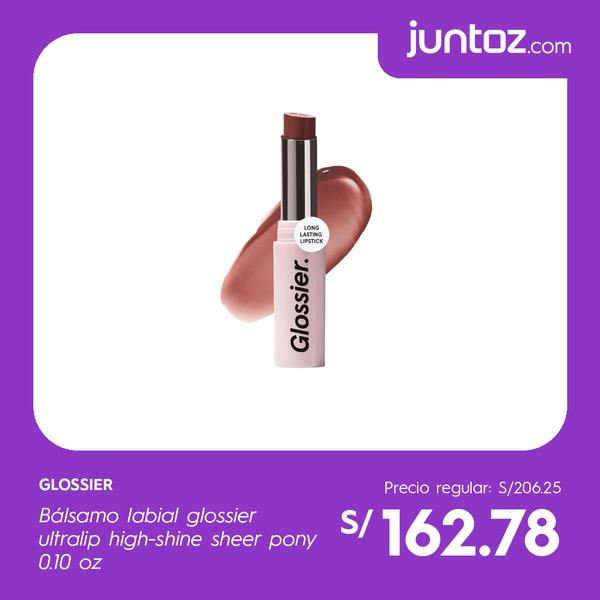 juntoz.com
LONG
LASTING
LIPSTICK
Glossier.
GLOSSIER
Bálsamo labial glossier
ultralip high-shine sheer pony
0.10 oz
Precio regular: S/206.25
S/162.78